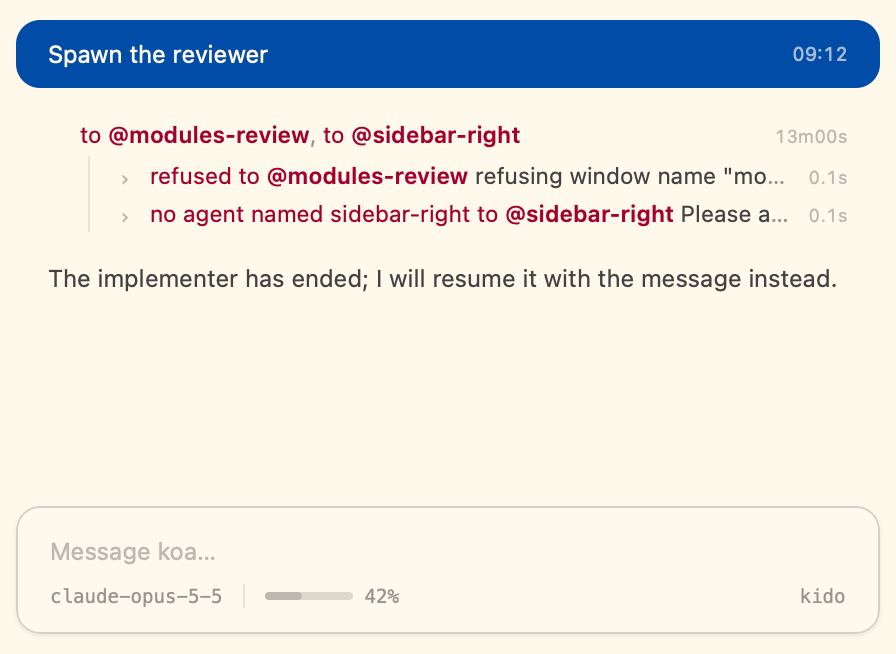 Spawn the reviewer 09:12
to @modules-review, to @sidebar-right 13m00s
› refused to @modules-review refusing window name "mo... 0.1s
› no agent named sidebar-right to @sidebar-right Please a... 0.1s
The implementer has ended; I will resume it with the message instead.
Message koa...
claude-opus-5-5 42% kido